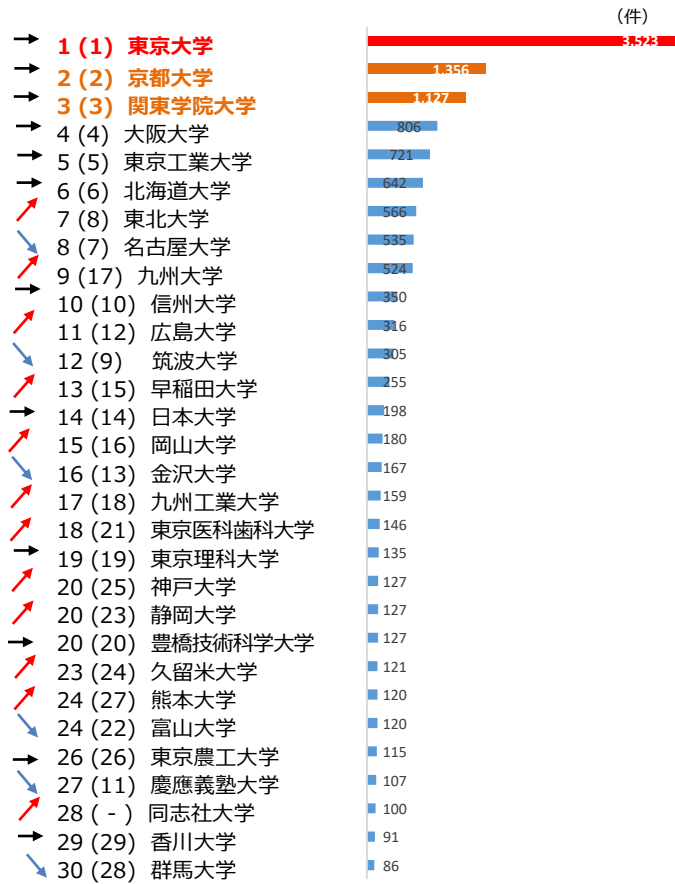 (件)
1 (1) 東京大学 3,523
2 (2) 京都大学 1,356
3 (3) 関東学院大学 1,127
4 (4) 大阪大学 806
5 (5) 東京工業大学 721
6 (6) 北海道大学 642
7 (8) 東北大学 566
8 (7) 名古屋大学 535
9 (17) 九州大学 524
10 (10) 信州大学 350
11 (12) 広島大学 316
12 (9) 筑波大学 305
13 (15) 早稲田大学 255
14 (14) 日本大学 198
15 (16) 岡山大学 180
16 (13) 金沢大学 167
17 (18) 九州工業大学 159
18 (21) 東京医科歯科大学 146
19 (19) 東京理科大学 135
20 (25) 神戸大学 127
20 (23) 静岡大学 127
20 (20) 豊橋技術科学大学 127
23 (24) 久留米大学 121
24 (27) 熊本大学 120
24 (22) 富山大学 120
26 (26) 東京農工大学 115
27 (11) 慶應義塾大学 107
28 ( - ) 同志社大学 100
29 (29) 香川大学 91
30 (28) 群馬大学 86